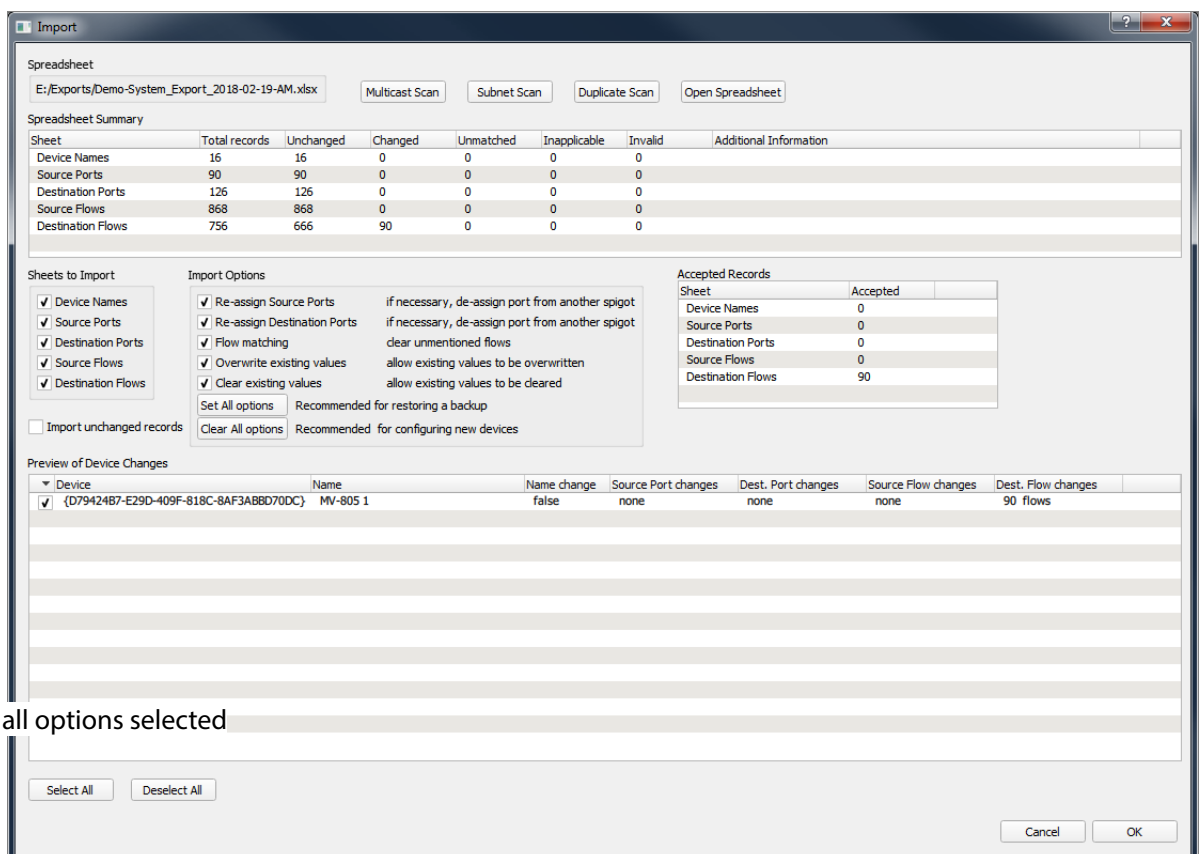 Import
Spreadsheet
E:/Exports/Demo-System_Export_2018-02-19-AM.xlsx Multicast Scan Subnet Scan Duplicate Scan Open Spreadsheet
Spreadsheet Summary
Sheet Total records Unchanged Changed Unmatched Inapplicable Invalid Additional Information
Device Names 16 16 0 0 0 0
Source Ports 90 90 0 0 0 0
Destination Ports 126 126 0 0 0 0
Source Flows 868 868 0 0 0 0
Destination Flows 756 666 90 0 0 0
Sheets to Import
Device Names
Source Ports
Destination Ports
Source Flows
Destination Flows
Import unchanged records
Import Options
Re-assign Source Ports if necessary, de-assign port from another spigot
Re-assign Destination Ports if necessary, de-assign port from another spigot
Flow matching clear unmentioned flows
Overwrite existing values allow existing values to be overwritten
Clear existing values allow existing values to be cleared
Set All options Recommended for restoring a backup
Clear All options Recommended for configuring new devices
Accepted Records
Sheet Accepted
Device Names 0
Source Ports 0
Destination Ports 0
Source Flows 0
Destination Flows 90
Preview of Device Changes
Device Name Name change Source Port changes Dest. Port changes Source Flow changes Dest. Flow changes
{D79424B7-E29D-409F-818C-8AF3ABBD70DC} MV-805 1 false none none none 90 flows
all options selected
Select All Deselect All
Cancel OK